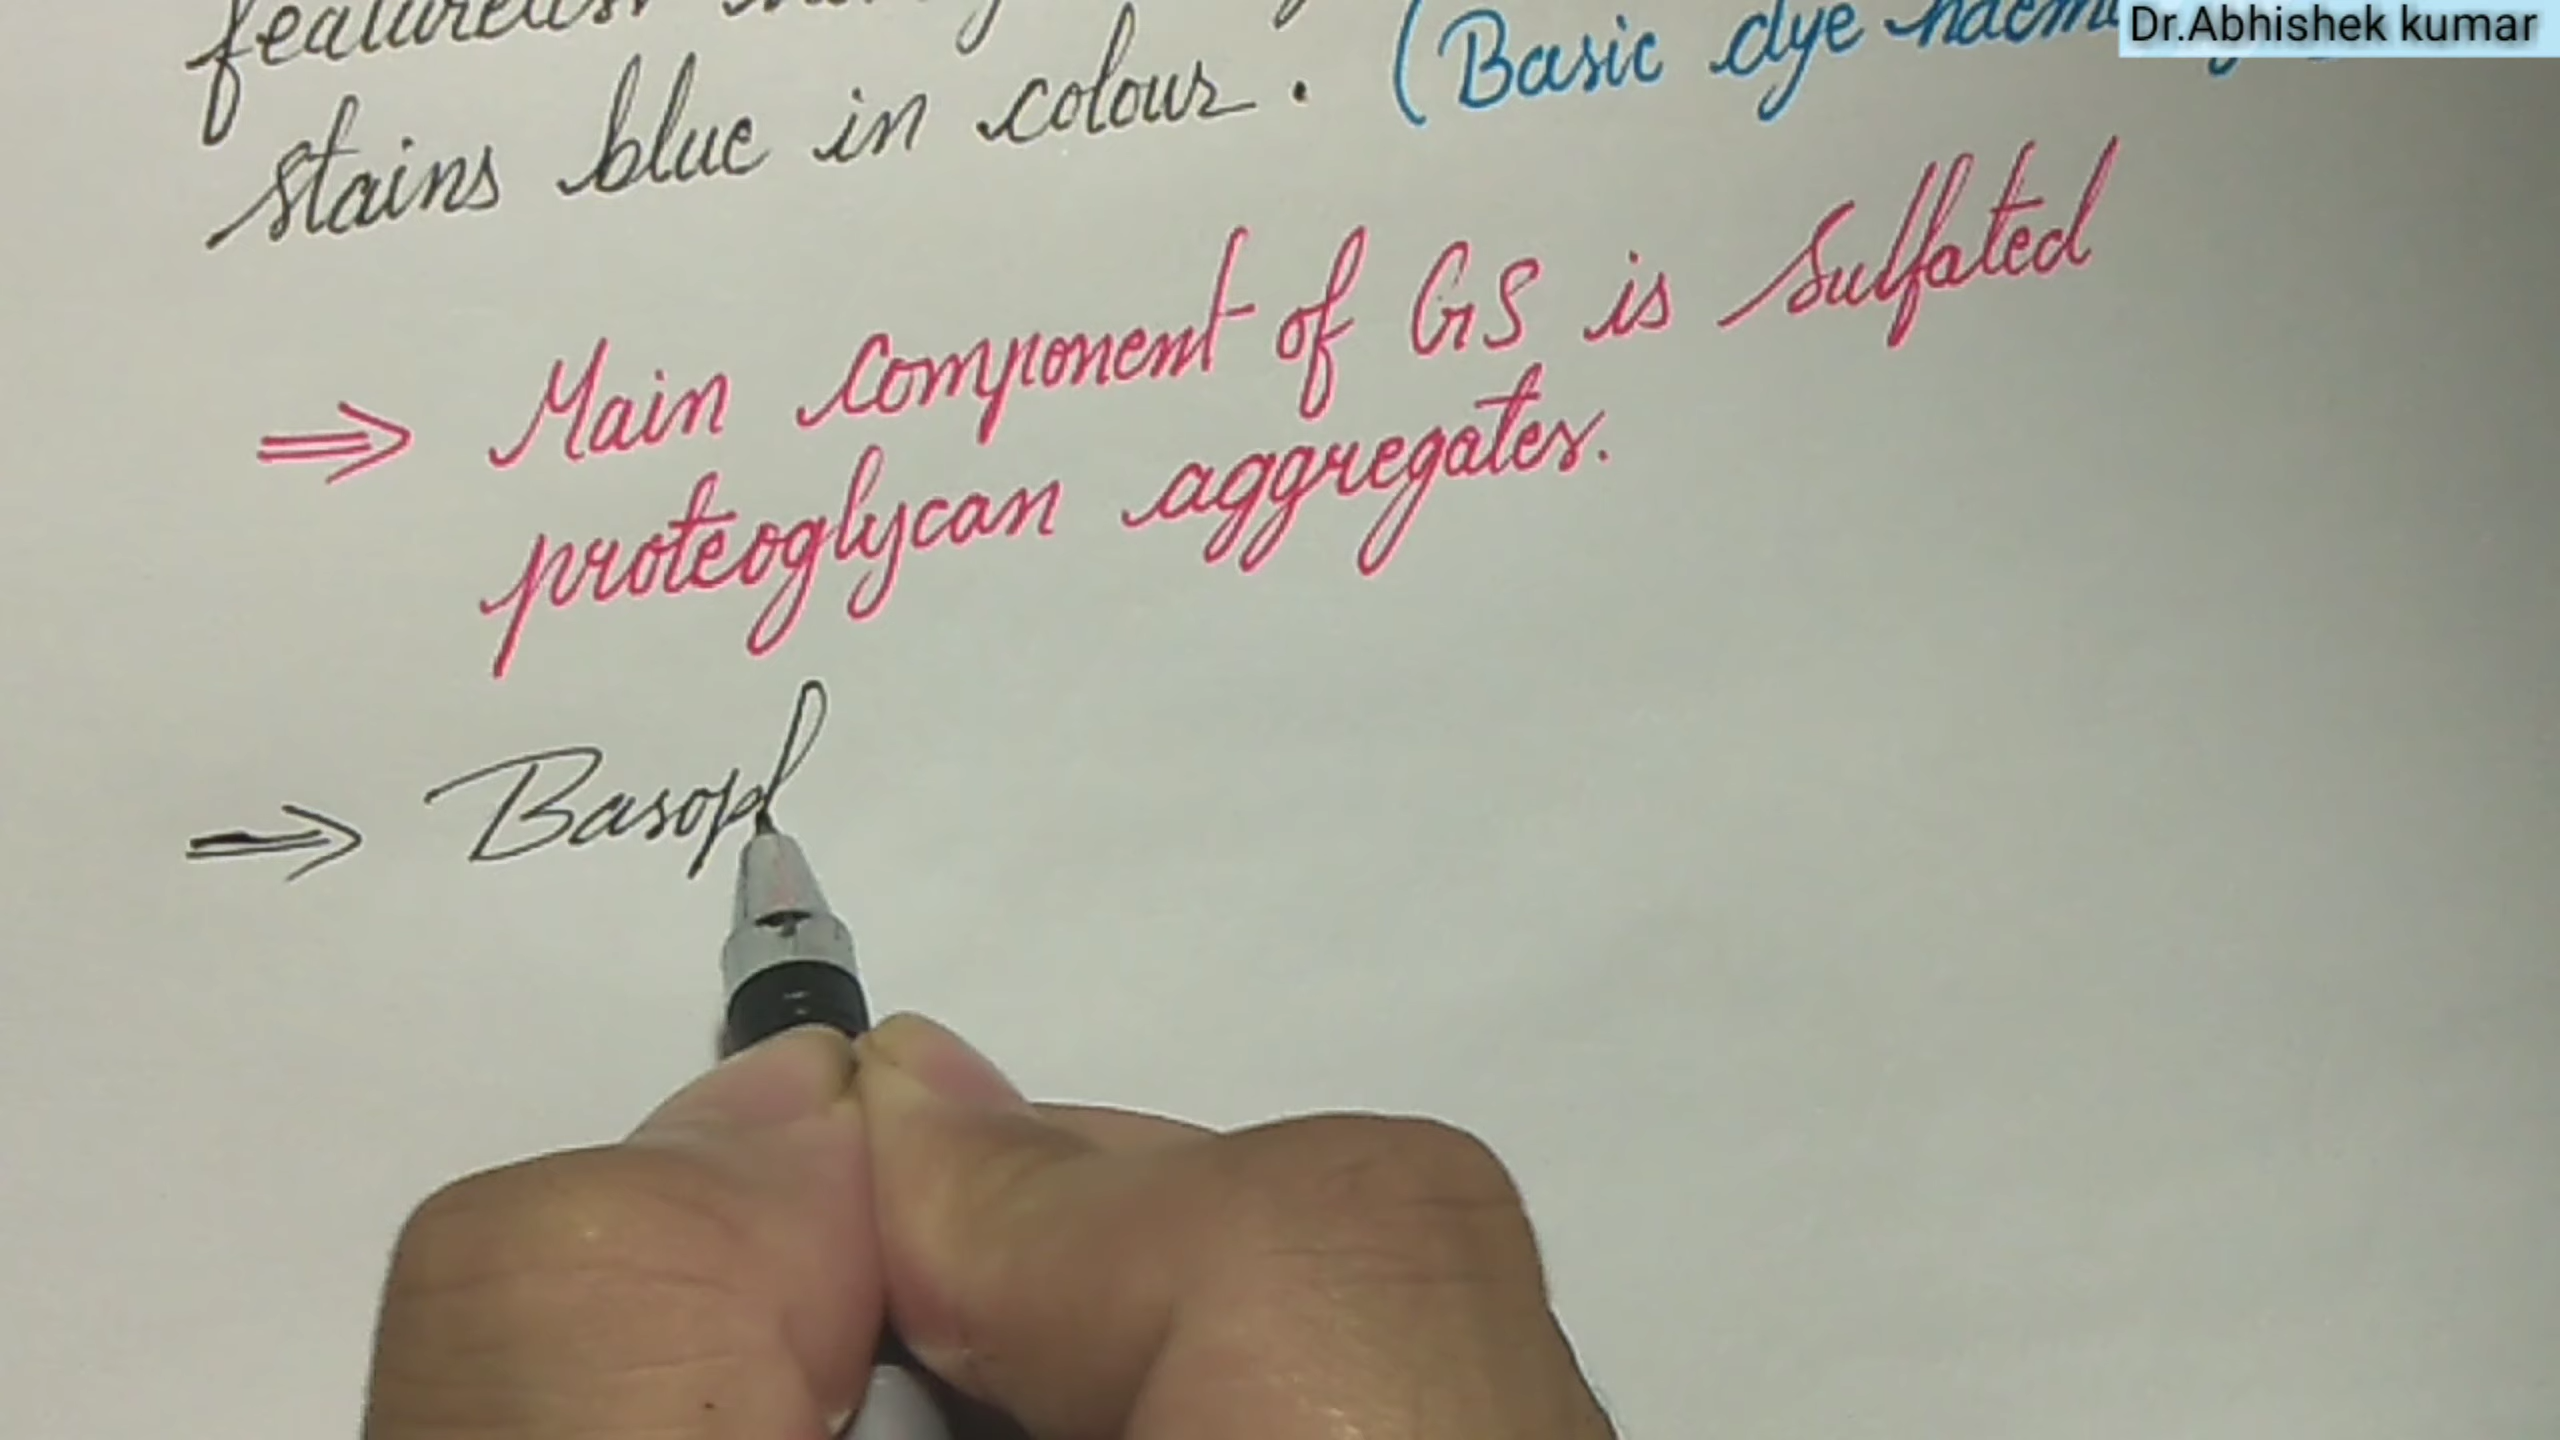 Dr.Abhishek kumar
stains blue in colour. (Basic dye
⇒ Main component of GS is sulfated
proteoglycan aggregates.
⇒ Basoph